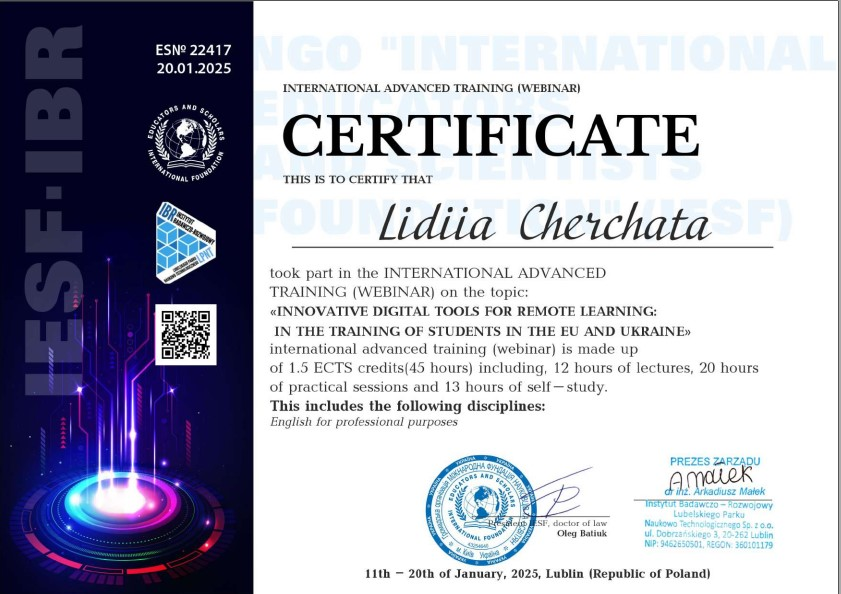 IESF-IBR
ESNº 22417
20.01.2025
EDUCATORS AND SCHOLARS
INTERNATIONAL FOUNDATION
IBR INSTYTUT
BADAWCZO-ROZWOJOWY
LPNT
NGO "INTERNATIONAL
EDUCATORS
AND SCIENTISTS
FOUNDATION" (IESF)
INTERNATIONAL ADVANCED TRAINING (WEBINAR)
CERTIFICATE
THIS IS TO CERTIFY THAT
Lidiia Cherchata
took part in the INTERNATIONAL ADVANCED
TRAINING (WEBINAR) on the topic:
«INNOVATIVE DIGITAL TOOLS FOR REMOTE LEARNING:
IN THE TRAINING OF STUDENTS IN THE EU AND UKRAINE»
international advanced training (webinar) is made up
of 1.5 ECTS credits(45 hours) including, 12 hours of lectures, 20 hours
of practical sessions and 13 hours of self-study.
This includes the following disciplines:
English for professional purposes
EDUCATORS AND SCHOLARS
INTERNATIONAL FOUNDATION
м. Київ Україна
President IESF, doctor of law
Oleg Batiuk
PREZES ZARZĄDU
dr inż. Arkadiusz Małek
Instytut Badawczo - Rozwojowy
Lubelskiego Parku
Naukowo Technologicznego Sp. z o.o.
ul. Dobrzańskiego 3, 20-262 Lublin
NIP: 9462650501, REGON: 360101179
11th - 20th of January, 2025, Lublin (Republic of Poland)